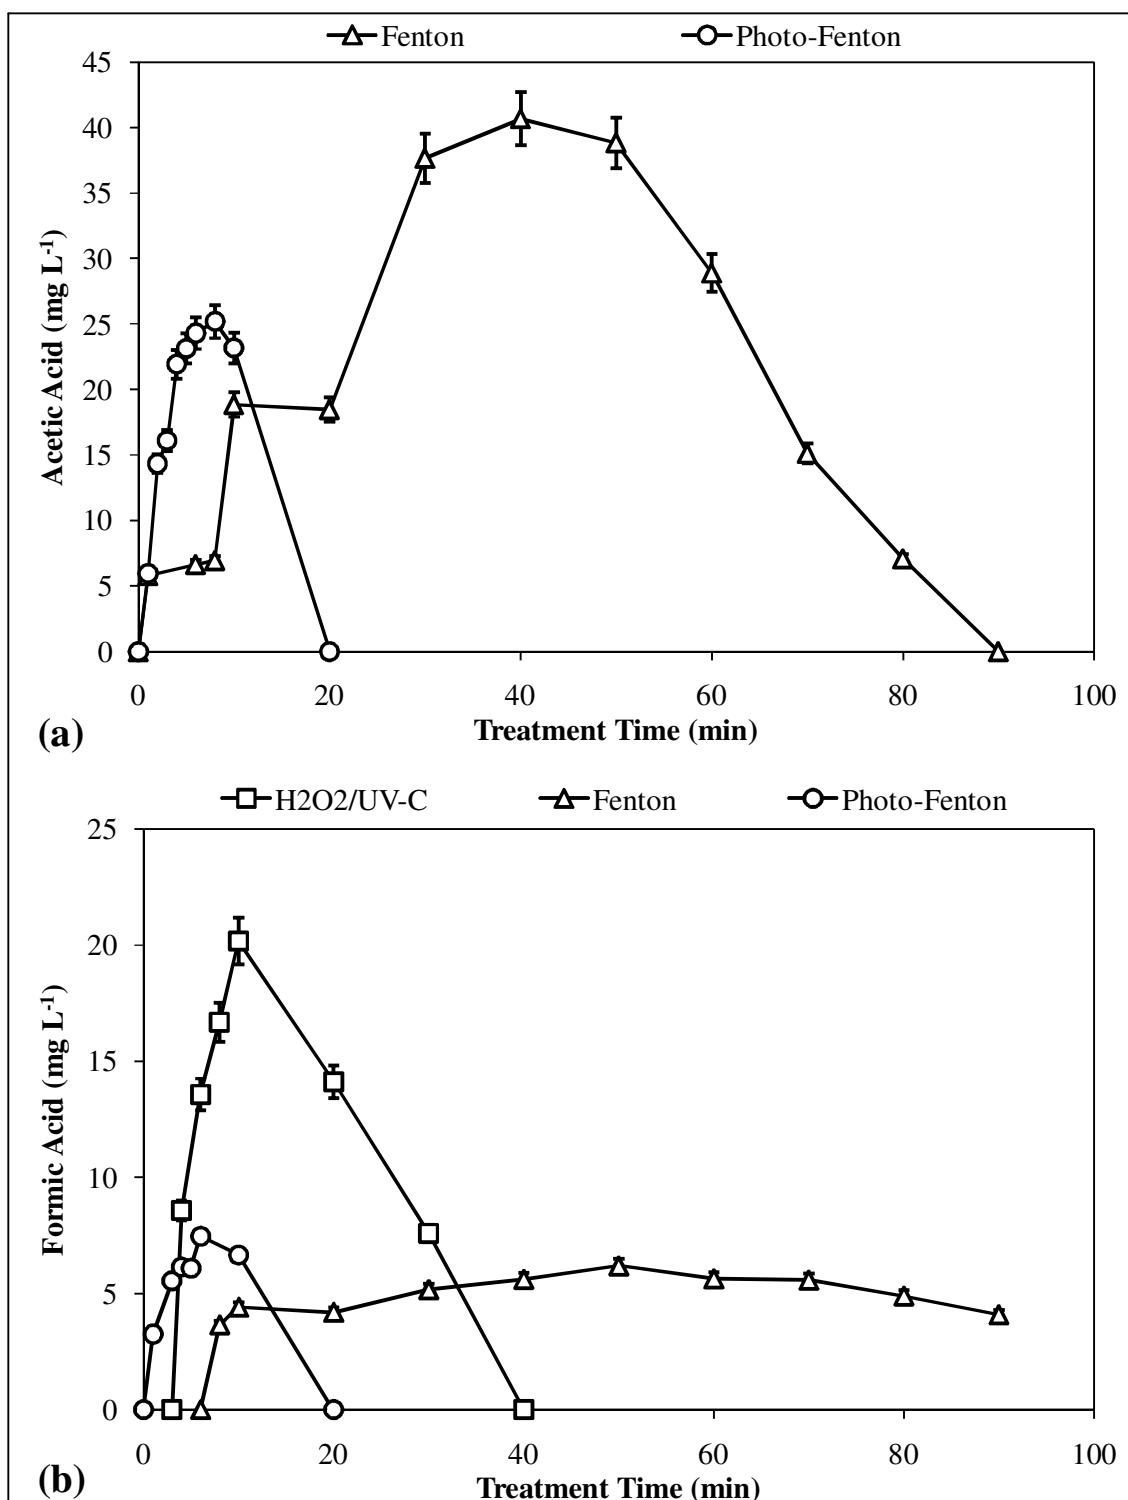 Fenton Photo-Fenton
45
40
35
30
25
20
15
10
5
0
Acetic Acid (mg L-1)
0 20 40 60 80 100
Treatment Time (min)
(a)
H2O2/UV-C Fenton Photo-Fenton
25
20
15
10
5
0
Formic Acid (mg L-1)
0 20 40 60 80 100
Treatment Time (min)
(b)